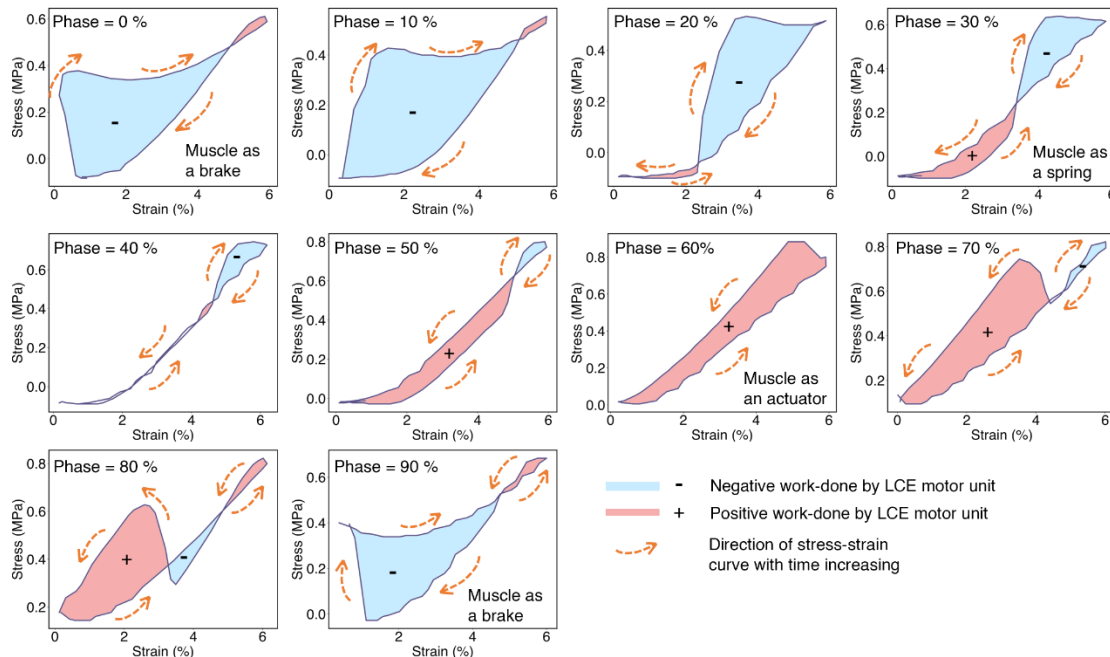 Phase = 0 %
Stress (MPa)
0.6
0.4
0.2
0.0
-
Muscle as
a brake
0 2 4 6
Strain (%)
Phase = 10 %
Stress (MPa)
0.6
0.4
0.2
0.0
-
0 2 4 6
Strain (%)
Phase = 20 %
Stress (MPa)
0.4
0.2
0.0
-
0 2 4 6
Strain (%)
Phase = 30 %
Stress (MPa)
0.6
0.4
0.2
0.0
-
+
Muscle as
a spring
0 2 4 6
Strain (%)
Phase = 40 %
Stress (MPa)
0.6
0.4
0.2
0.0
-
0 2 4 6
Strain (%)
Phase = 50 %
Stress (MPa)
0.8
0.6
0.4
0.2
0.0
+
0 2 4 6
Strain (%)
Phase = 60%
Stress (MPa)
0.8
0.6
0.4
0.2
0.0
+
Muscle as
an actuator
0 2 4 6
Strain (%)
Phase = 70 %
Stress (MPa)
0.8
0.6
0.4
0.2
-
+
0 2 4 6
Strain (%)
Phase = 80 %
Stress (MPa)
0.8
0.6
0.4
0.2
+
-
0 2 4 6
Strain (%)
Phase = 90 %
Stress (MPa)
0.6
0.4
0.2
0.0
-
Muscle as
a brake
0 2 4 6
Strain (%)
- Negative work-done by LCE motor unit
+ Positive work-done by LCE motor unit
Direction of stress-strain
curve with time increasing